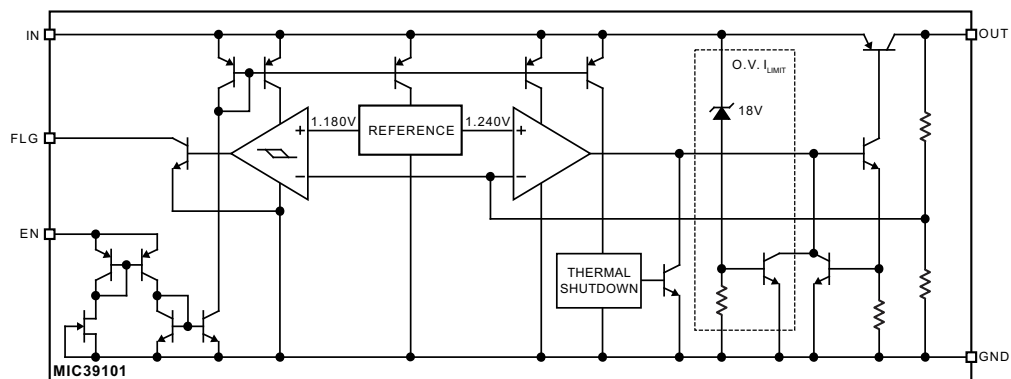 IN
OUT
O.V. I LIMIT
18V
FLG
1.180V
REFERENCE
1.240V
EN
THERMAL
SHUTDOWN
GND
MIC39101